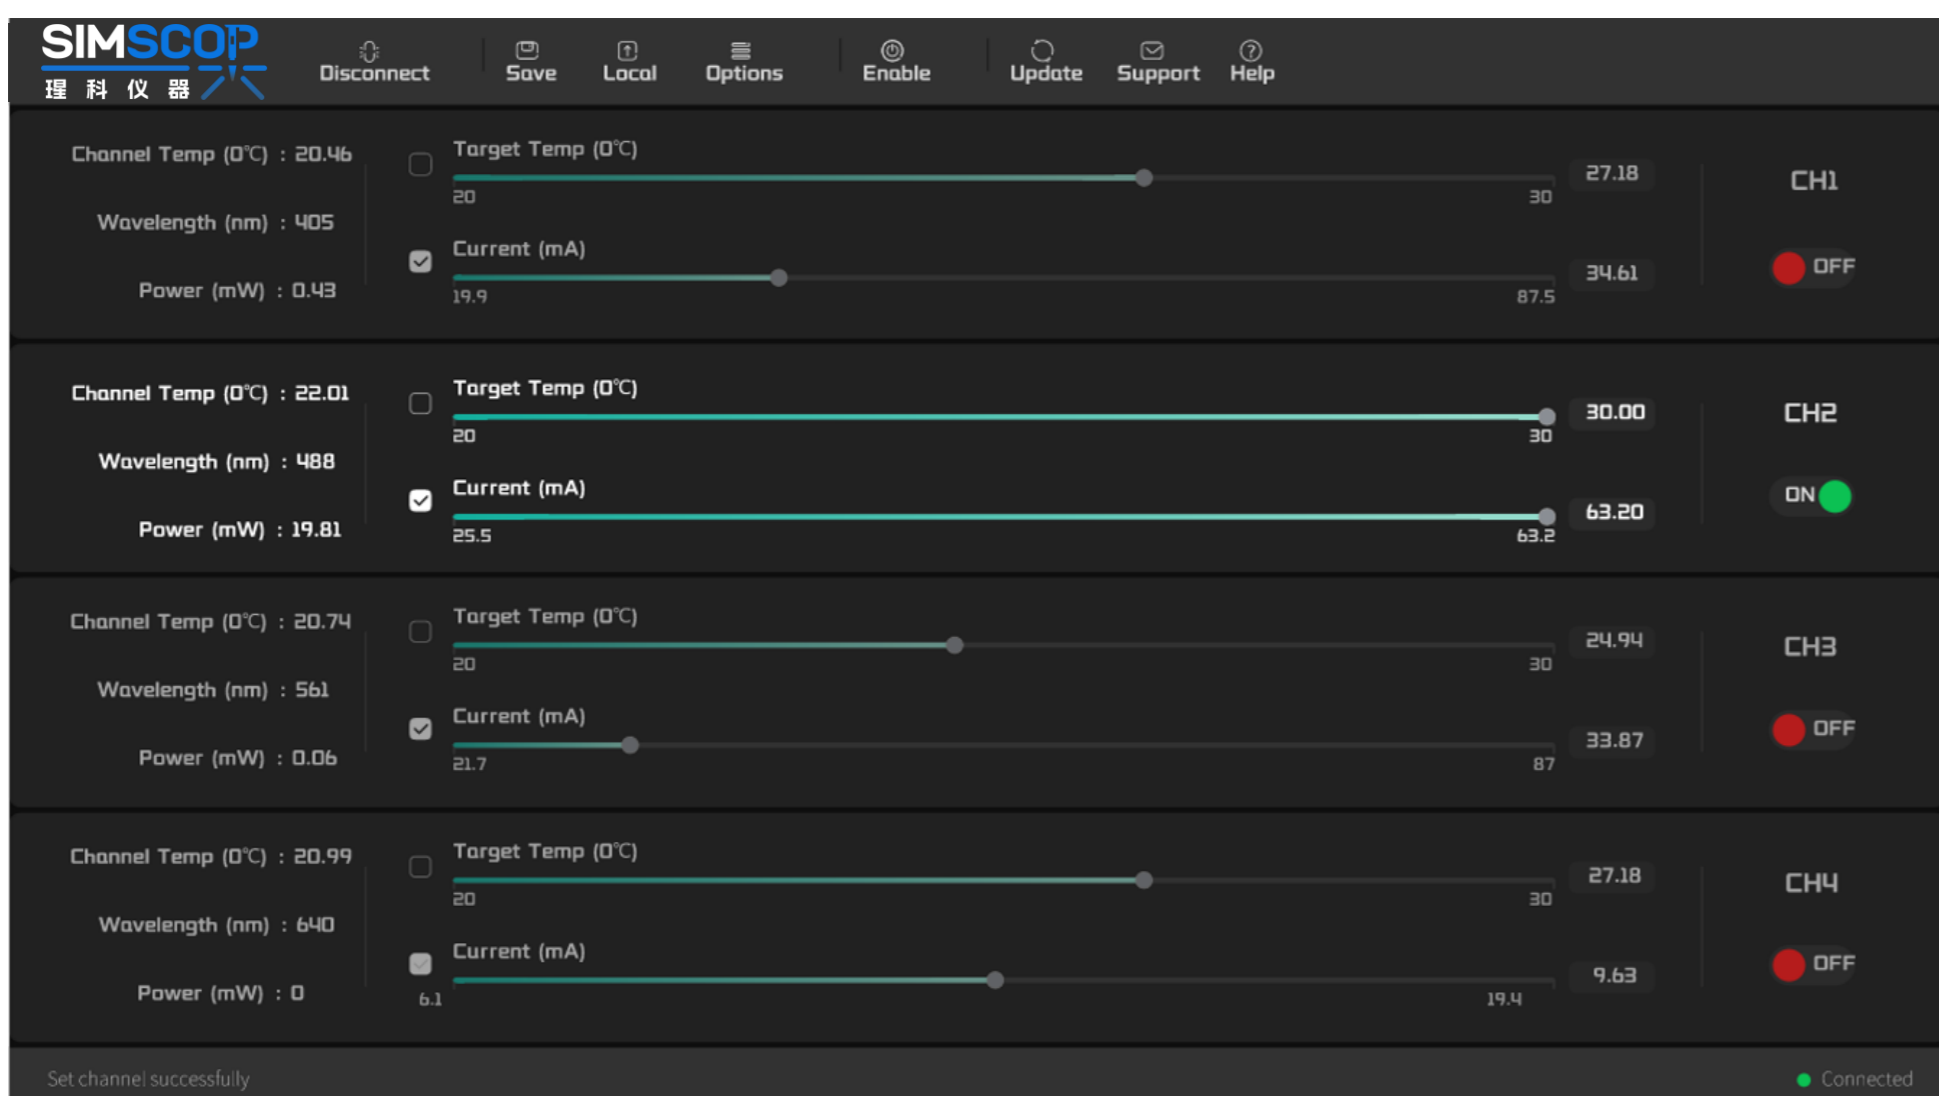 SIMSCOP
瑆科仪器
Disconnect Save Local Options Enable Update Support Help
Channel Temp (0℃) : 20.46
Wavelength (nm) : 405
Power (mW) : 0.43
Target Temp (0℃)
20 30
27.18
Current (mA)
19.9 87.5
34.61
CH1
OFF
Channel Temp (0℃) : 22.01
Wavelength (nm) : 488
Power (mW) : 19.81
Target Temp (0℃)
20 30
30.00
Current (mA)
25.5 63.2
63.20
CH2
ON
Channel Temp (0℃) : 20.74
Wavelength (nm) : 561
Power (mW) : 0.06
Target Temp (0℃)
20 30
24.94
Current (mA)
21.7 87
33.87
CH3
OFF
Channel Temp (0℃) : 20.99
Wavelength (nm) : 640
Power (mW) : 0
Target Temp (0℃)
20 30
27.18
Current (mA)
6.1 19.4
9.63
CH4
OFF
Set channel successfully
Connected